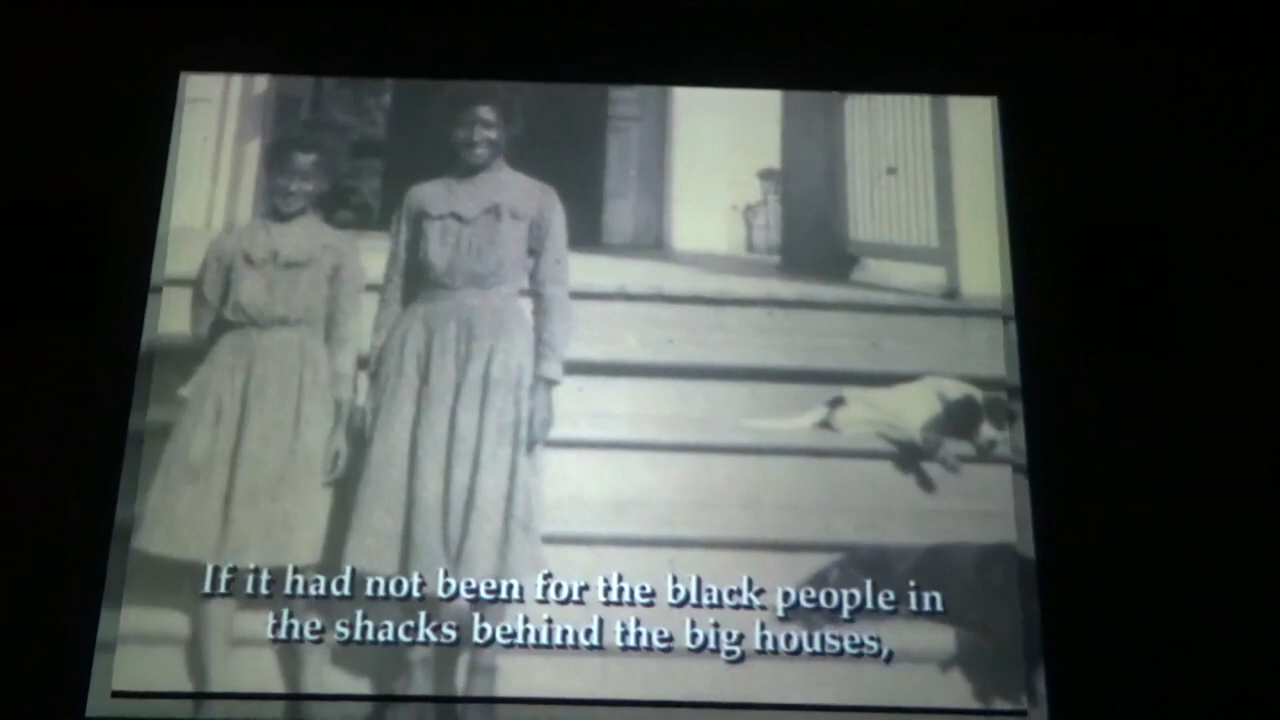 If it had not been for the black people in
the shacks behind the big houses,